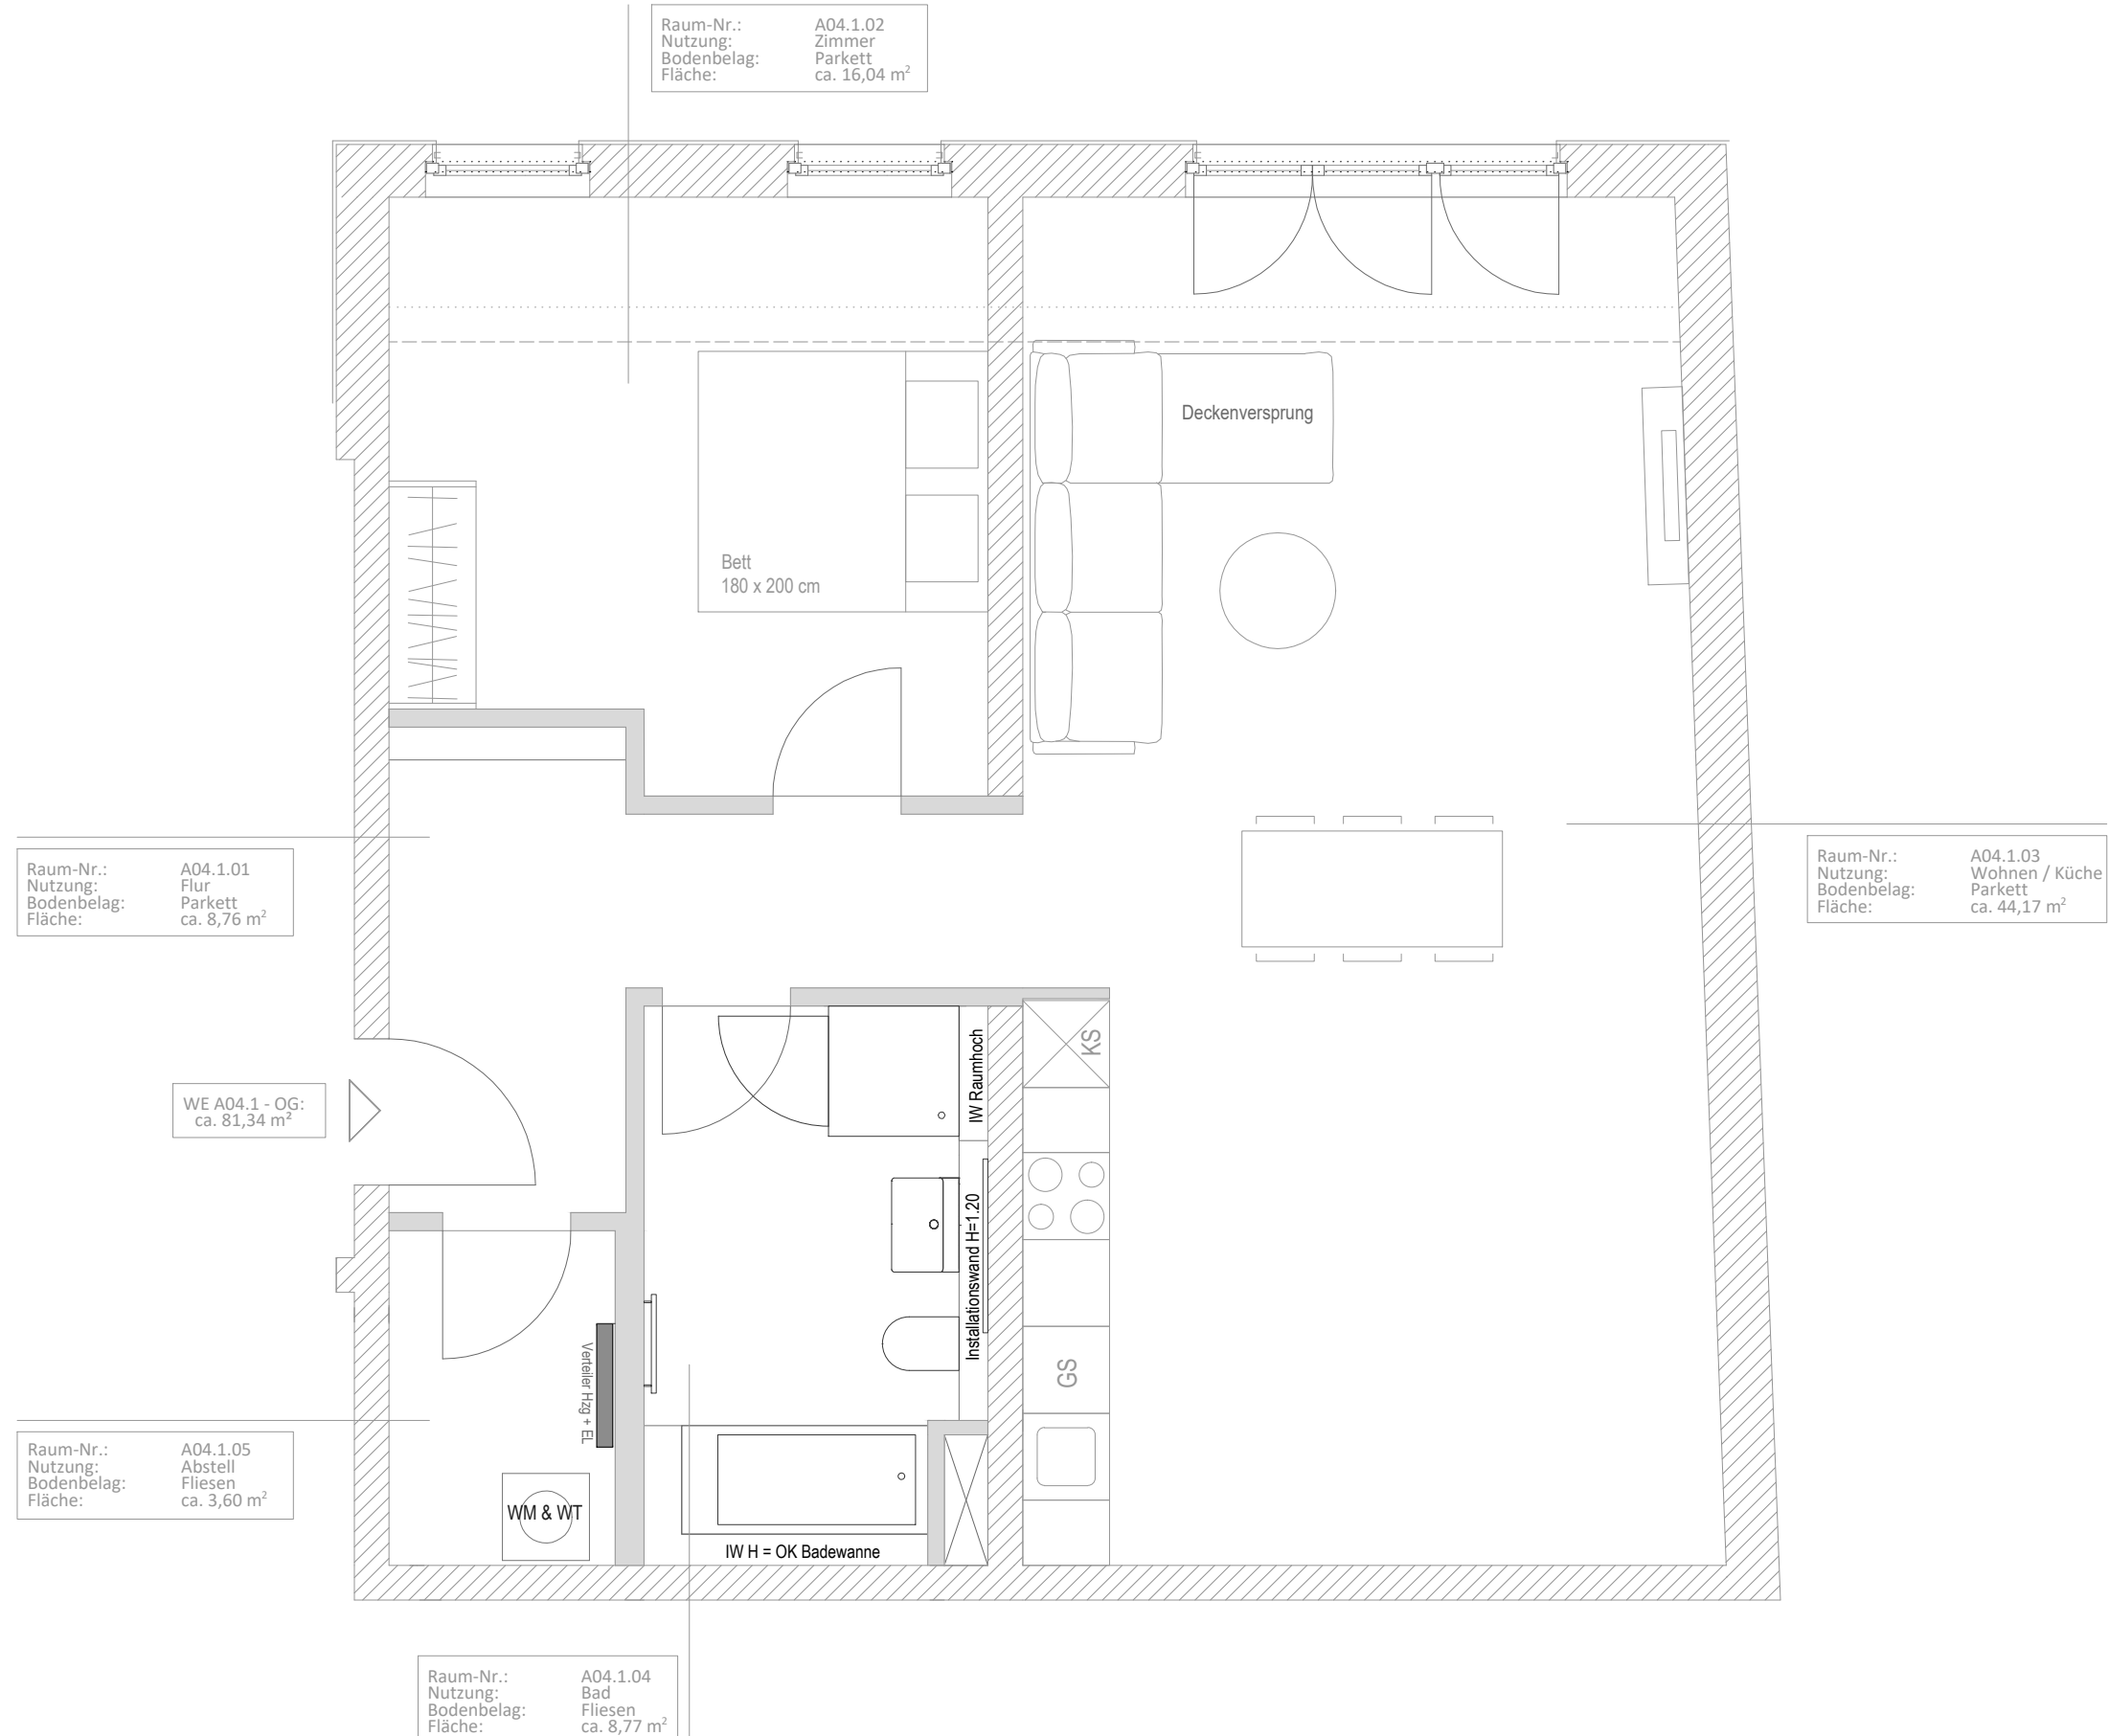 Raum-Nr.: A04.1.02
Nutzung: Zimmer
Bodenbelag: Parkett
Fläche: ca. 16,04 m²
Deckenversprung
Bett
180 x 200 cm
Raum-Nr.: A04.1.01
Nutzung: Flur
Bodenbelag: Parkett
Fläche: ca. 8,76 m²
Raum-Nr.: A04.1.03
Nutzung: Wohnen / Küche
Bodenbelag: Parkett
Fläche: ca. 44,17 m²
WE A04.1 - OG:
ca. 81,34 m²
IW Raumhoch
KS
Installationswand H=1.20
GS
Verteiler Hzg + EL
Raum-Nr.: A04.1.05
Nutzung: Abstell
Bodenbelag: Fliesen
Fläche: ca. 3,60 m²
WM & WT
IW H = OK Badewanne
Raum-Nr.: A04.1.04
Nutzung: Bad
Bodenbelag: Fliesen
Fläche: ca. 8,77 m²